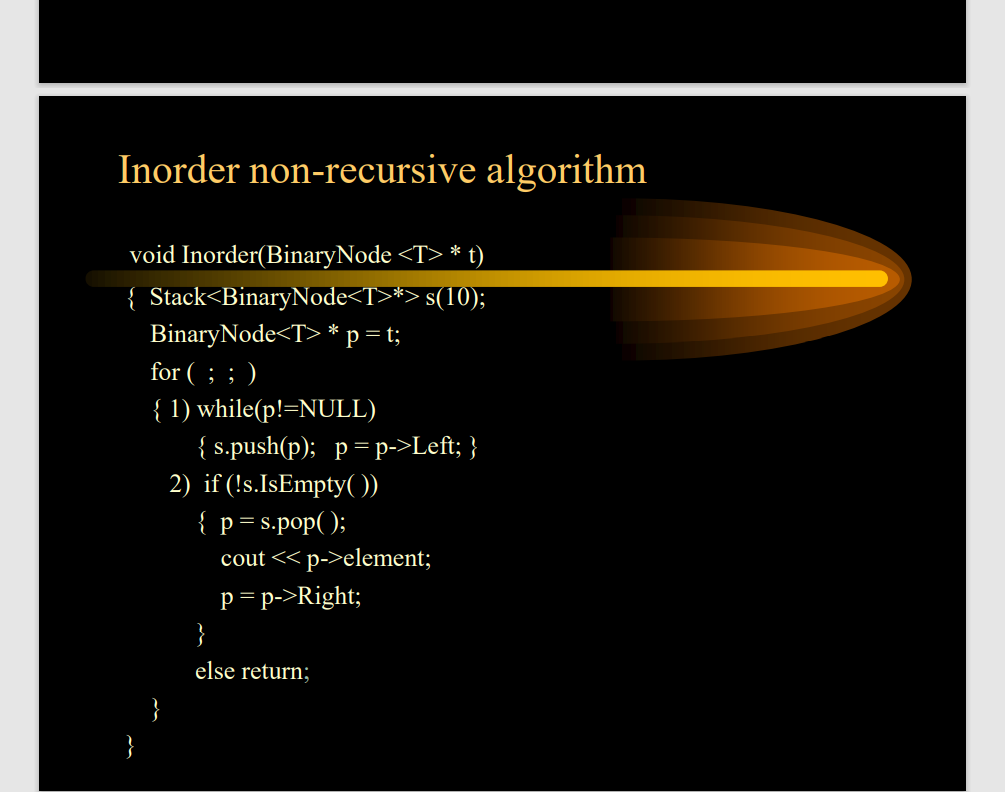 Inorder non-recursive algorithm
void Inorder(BinaryNode <T> * t)
{ Stack<BinaryNode<T>*> s(10);
BinaryNode<T> * p = t;
for ( ; ; )
{ 1) while(p!=NULL)
{ s.push(p); p = p->Left; }
2) if (!s.IsEmpty( ))
{ p = s.pop( );
cout << p->element;
p = p->Right;
}
else return;
}
}